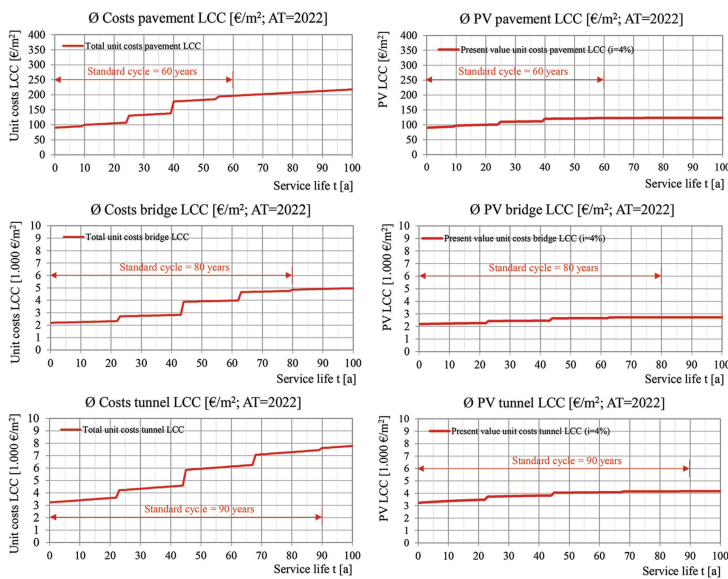 Ø Costs pavement LCC [€/m²; AT=2022]
Unit costs LCC [€/m²]
400
350
300
250
200
150
100
50
0
Total unit costs pavement LCC
Standard cycle = 60 years
0 10 20 30 40 50 60 70 80 90 100
Service life t [a]
Ø PV pavement LCC [€/m²; AT=2022]
PV LCC [€/m²]
400
350
300
250
200
150
100
50
0
Present value unit costs pavement LCC (i=4%)
Standard cycle = 60 years
0 10 20 30 40 50 60 70 80 90 100
Service life t [a]
Ø Costs bridge LCC [€/m²; AT=2022]
Unit costs LCC [1.000 €/m²]
10
9
8
7
6
5
4
3
2
1
0
Total unit costs bridge LCC
Standard cycle = 80 years
0 10 20 30 40 50 60 70 80 90 100
Service life t [a]
Ø PV bridge LCC [€/m²; AT=2022]
PV LCC [1.000 €/m²]
10
9
8
7
6
5
4
3
2
1
0
Present value unit costs bridge LCC (i=4%)
Standard cycle = 80 years
0 10 20 30 40 50 60 70 80 90 100
Service life t [a]
Ø Costs tunnel LCC [€/m²; AT=2022]
Unit costs LCC [1.000 €/m²]
10
9
8
7
6
5
4
3
2
1
0
Total unit costs tunnel LCC
Standard cycle = 90 years
0 10 20 30 40 50 60 70 80 90 100
Service life t [a]
Ø PV tunnel LCC [€/m²; AT=2022]
PV LCC [1.000 €/m²]
10
9
8
7
6
5
4
3
2
1
0
Present value unit costs tunnel LCC (i=4%)
Standard cycle = 90 years
0 10 20 30 40 50 60 70 80 90 100
Service life t [a]